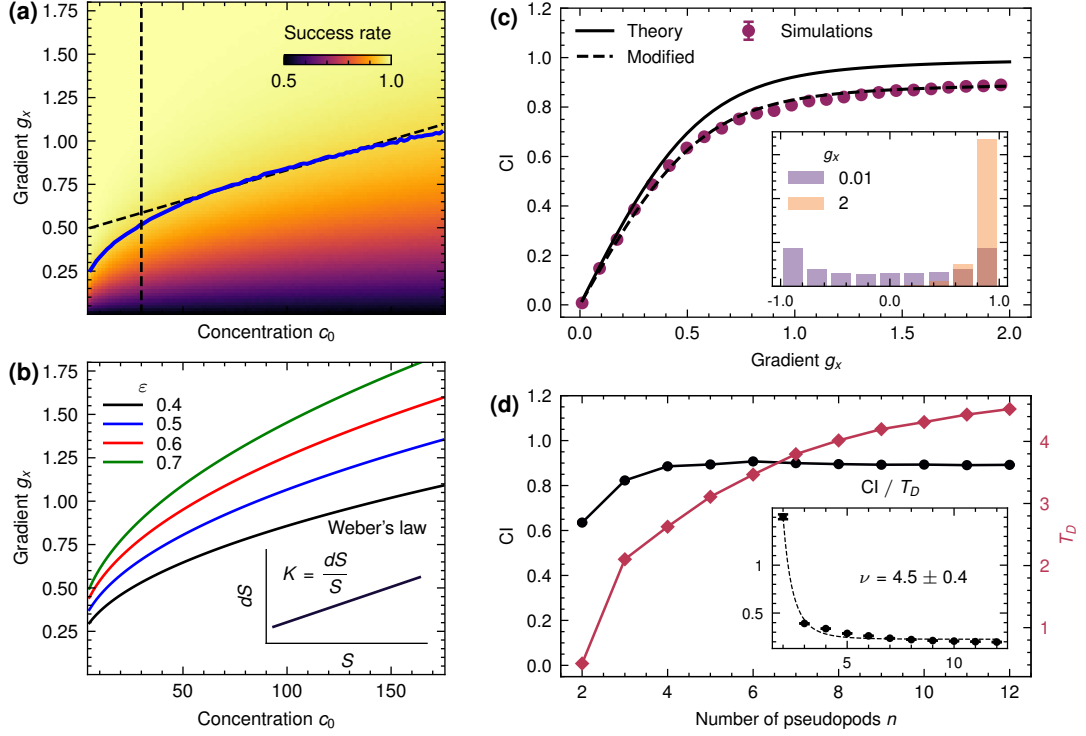 (a)
Success rate
0.5 1.0
1.75
1.50
1.25
1.00
0.75
0.50
0.25
Gradient gₓ
Concentration c₀
(b)
ε
0.4
0.5
0.6
0.7
1.75
1.50
1.25
1.00
0.75
0.50
0.25
Gradient gₓ
Weber's law
K = dS/S
dS
S
50 100 150
Concentration c₀
(c)
Theory
Modified
Simulations
1.2
1.0
0.8
0.6
0.4
0.2
0.0
CI
gₓ
0.01
2
-1.0 0.0 1.0
0.0 0.5 1.0 1.5 2.0
Gradient gₓ
(d)
1.2
1.0
0.8
0.6
0.4
0.2
0.0
CI
CI / T_D
ν = 4.5 ± 0.4
1
0.5
5 10
4
3
2
1
T_D
2 4 6 8 10 12
Number of pseudopods n